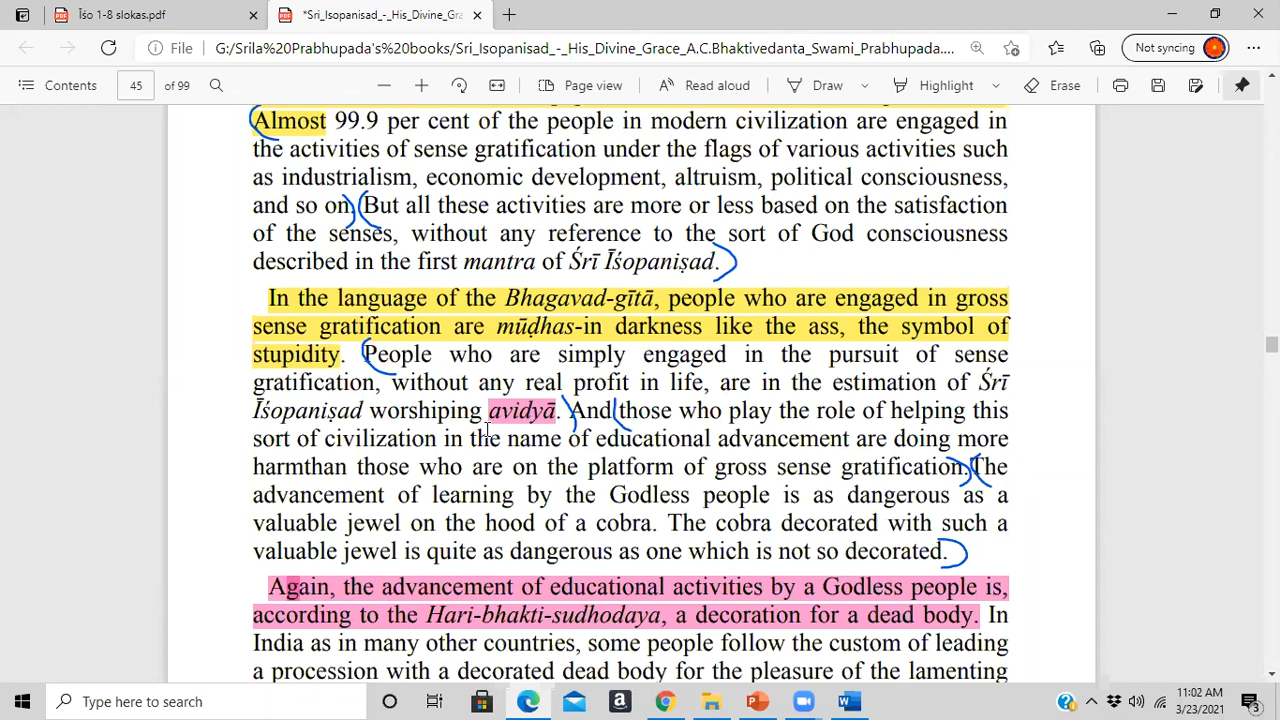 Īśo 1-8 slokas.pdf
*Sri_Isopanisad_-_His_Divine_Gra
File
G:/Srila%20Prabhupada's%20books/Sri_Isopanisad_-_His_Divine_Grace_A.C.Bhaktivedanta_Swami_Prabhupada....
Not syncing
Contents
45
of 99
Page view
Read aloud
Draw
Highlight
Erase
Almost 99.9 per cent of the people in modern civilization are engaged in
the activities of sense gratification under the flags of various activities such
as industrialism, economic development, altruism, political consciousness,
and so on. But all these activities are more or less based on the satisfaction
of the senses, without any reference to the sort of God consciousness
described in the first mantra of Śrī Īśopaniṣad.
In the language of the Bhagavad-gītā, people who are engaged in gross
sense gratification are mūḍhas-in darkness like the ass, the symbol of
stupidity. People who are simply engaged in the pursuit of sense
gratification, without any real profit in life, are in the estimation of Śrī
Īśopaniṣad worshiping avidyā. And those who play the role of helping this
sort of civilization in the name of educational advancement are doing more
harmthan those who are on the platform of gross sense gratification. The
advancement of learning by the Godless people is as dangerous as a
valuable jewel on the hood of a cobra. The cobra decorated with such a
valuable jewel is quite as dangerous as one which is not so decorated.
Again, the advancement of educational activities by a Godless people is,
according to the Hari-bhakti-sudhodaya, a decoration for a dead body. In
India as in many other countries, some people follow the custom of leading
a procession with a decorated dead body for the pleasure of the lamenting
Type here to search
11:02 AM
3/23/2021
3